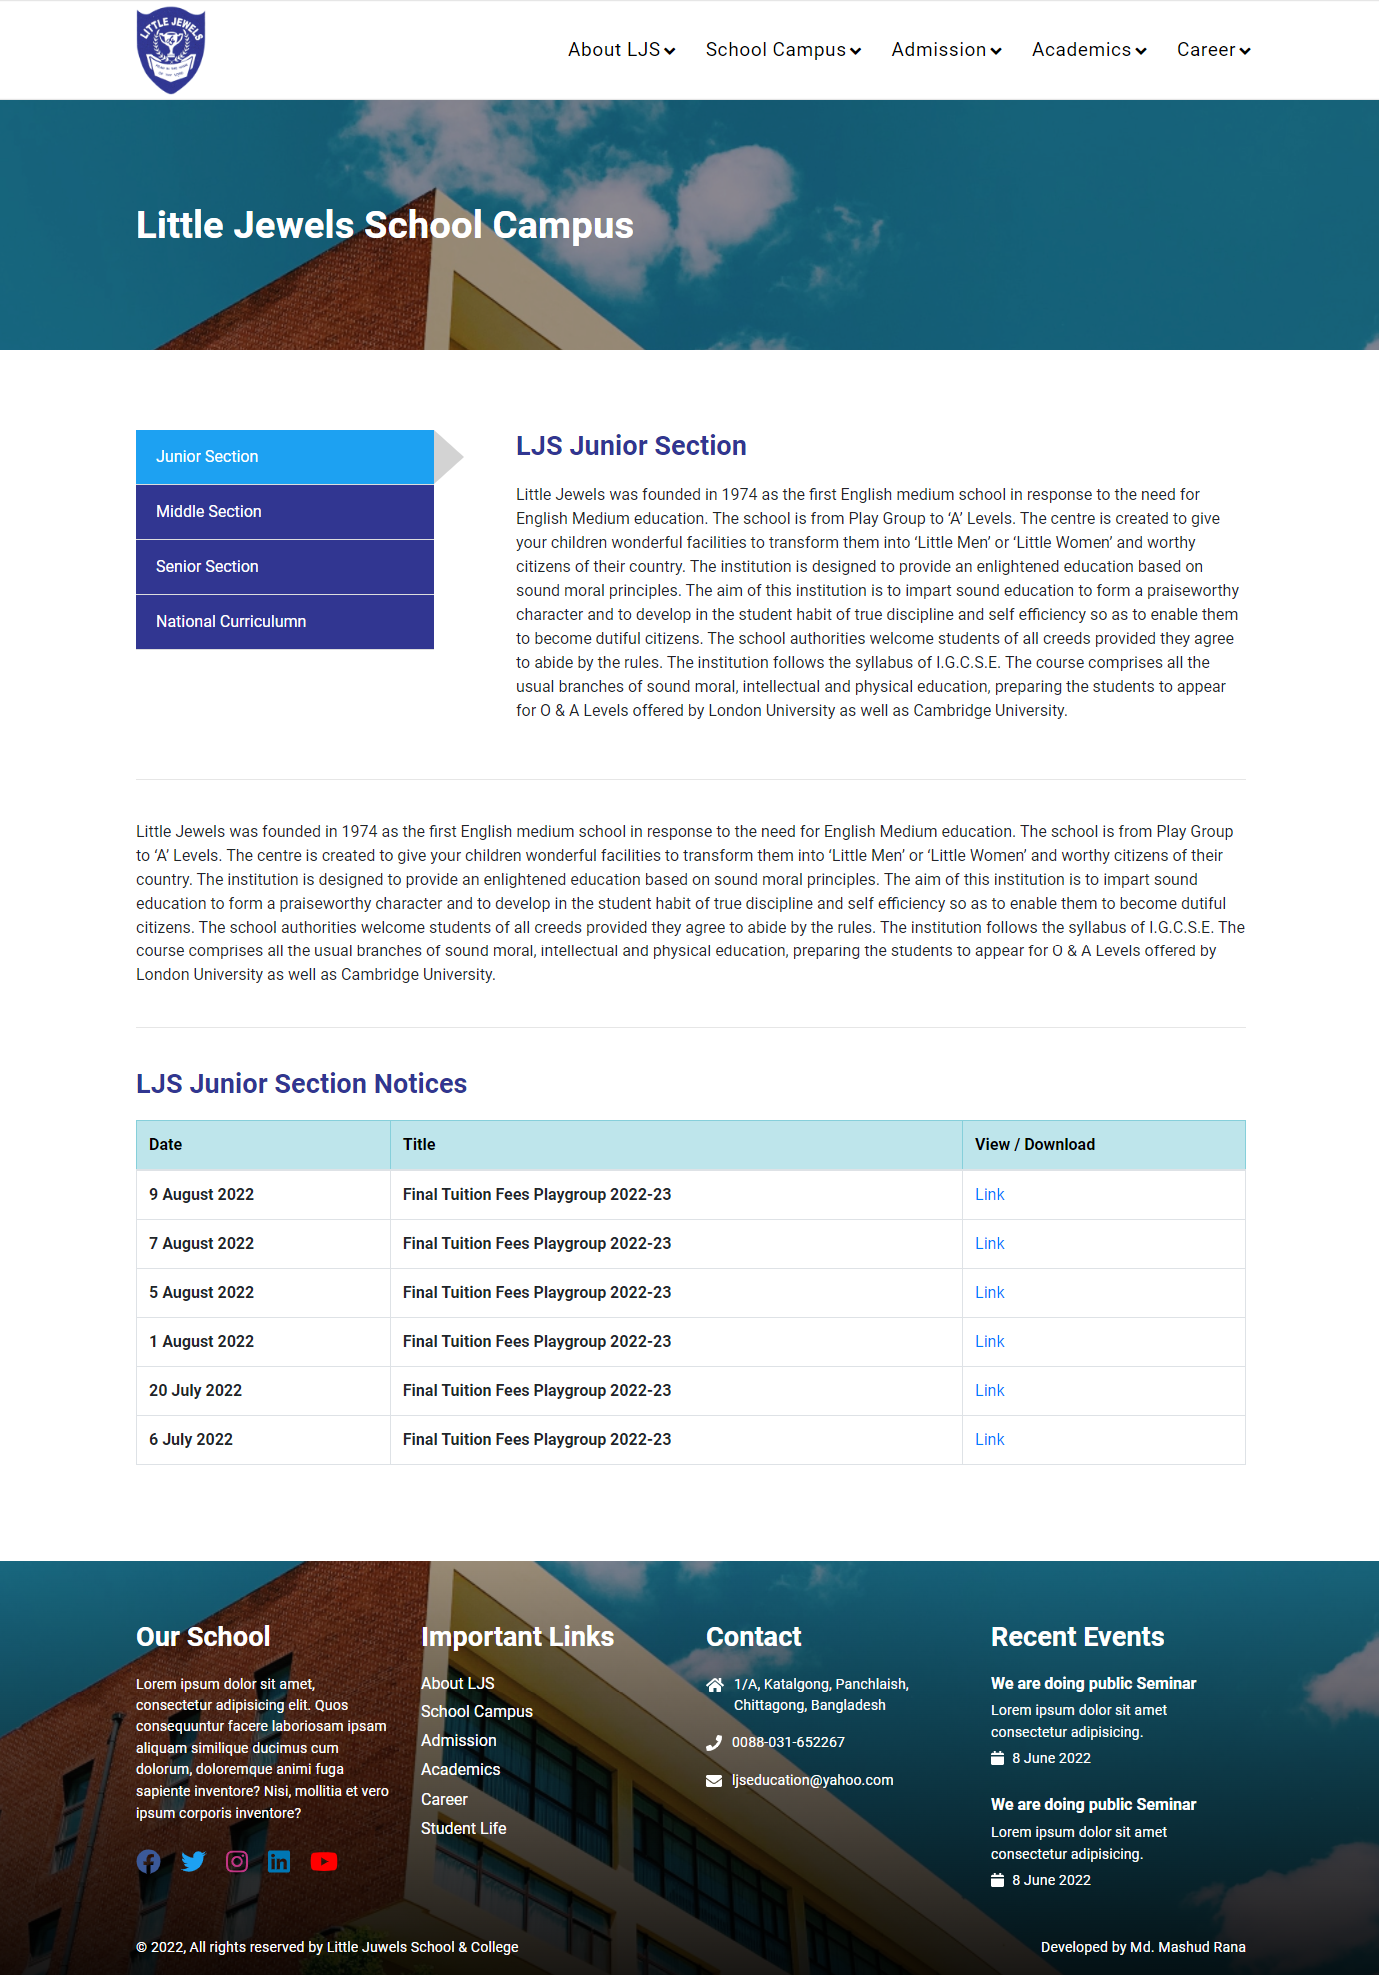 LITTLE JEWELS
About LJS
School Campus
Admission
Academics
Career
Little Jewels School Campus
Junior Section
Middle Section
Senior Section
National Curriculumn
LJS Junior Section
Little Jewels was founded in 1974 as the first English medium school in response to the need for
English Medium education. The school is from Play Group to ‘A’ Levels. The centre is created to give
your children wonderful facilities to transform them into ‘Little Men’ or ‘Little Women’ and worthy
citizens of their country. The institution is designed to provide an enlightened education based on
sound moral principles. The aim of this institution is to impart sound education to form a praiseworthy
character and to develop in the student habit of true discipline and self efficiency so as to enable them
to become dutiful citizens. The school authorities welcome students of all creeds provided they agree
to abide by the rules. The institution follows the syllabus of I.G.C.S.E. The course comprises all the
usual branches of sound moral, intellectual and physical education, preparing the students to appear
for O & A Levels offered by London University as well as Cambridge University.
Little Jewels was founded in 1974 as the first English medium school in response to the need for English Medium education. The school is from Play Group
to ‘A’ Levels. The centre is created to give your children wonderful facilities to transform them into ‘Little Men’ or ‘Little Women’ and worthy citizens of their
country. The institution is designed to provide an enlightened education based on sound moral principles. The aim of this institution is to impart sound
education to form a praiseworthy character and to develop in the student habit of true discipline and self efficiency so as to enable them to become dutiful
citizens. The school authorities welcome students of all creeds provided they agree to abide by the rules. The institution follows the syllabus of I.G.C.S.E. The
course comprises all the usual branches of sound moral, intellectual and physical education, preparing the students to appear for O & A Levels offered by
London University as well as Cambridge University.
LJS Junior Section Notices
Date Title View / Download
9 August 2022 Final Tuition Fees Playgroup 2022-23 Link
7 August 2022 Final Tuition Fees Playgroup 2022-23 Link
5 August 2022 Final Tuition Fees Playgroup 2022-23 Link
1 August 2022 Final Tuition Fees Playgroup 2022-23 Link
20 July 2022 Final Tuition Fees Playgroup 2022-23 Link
6 July 2022 Final Tuition Fees Playgroup 2022-23 Link
Our School
Lorem ipsum dolor sit amet,
consectetur adipisicing elit. Quos
consequuntur facere laboriosam ipsam
aliquam similique ducimus cum
dolorum, doloremque animi fuga
sapiente inventore? Nisi, mollitia et vero
ipsum corporis inventore?
Important Links
About LJS
School Campus
Admission
Academics
Career
Student Life
Contact
1/A, Katalgong, Panchlaish,
Chittagong, Bangladesh
0088-031-652267
ljseducation@yahoo.com
Recent Events
We are doing public Seminar
Lorem ipsum dolor sit amet
consectetur adipisicing.
8 June 2022
We are doing public Seminar
Lorem ipsum dolor sit amet
consectetur adipisicing.
8 June 2022
© 2022, All rights reserved by Little Juwels School & College
Developed by Md. Mashud Rana